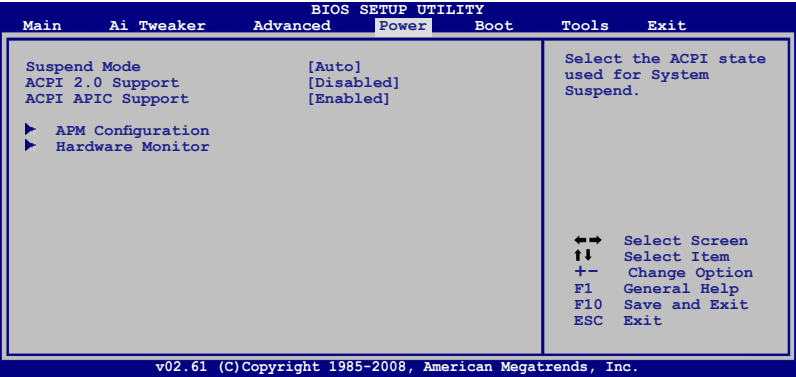 BIOS SETUP UTILITY
Main Ai Tweaker Advanced Power Boot Tools Exit
Suspend Mode [Auto]
ACPI 2.0 Support [Disabled]
ACPI APIC Support [Enabled]
APM Configuration
Hardware Monitor
Select the ACPI state
used for System
Suspend.
←→ Select Screen
↑↓ Select Item
+- Change Option
F1 General Help
F10 Save and Exit
ESC Exit
v02.61 (C)Copyright 1985-2008, American Megatrends, Inc.